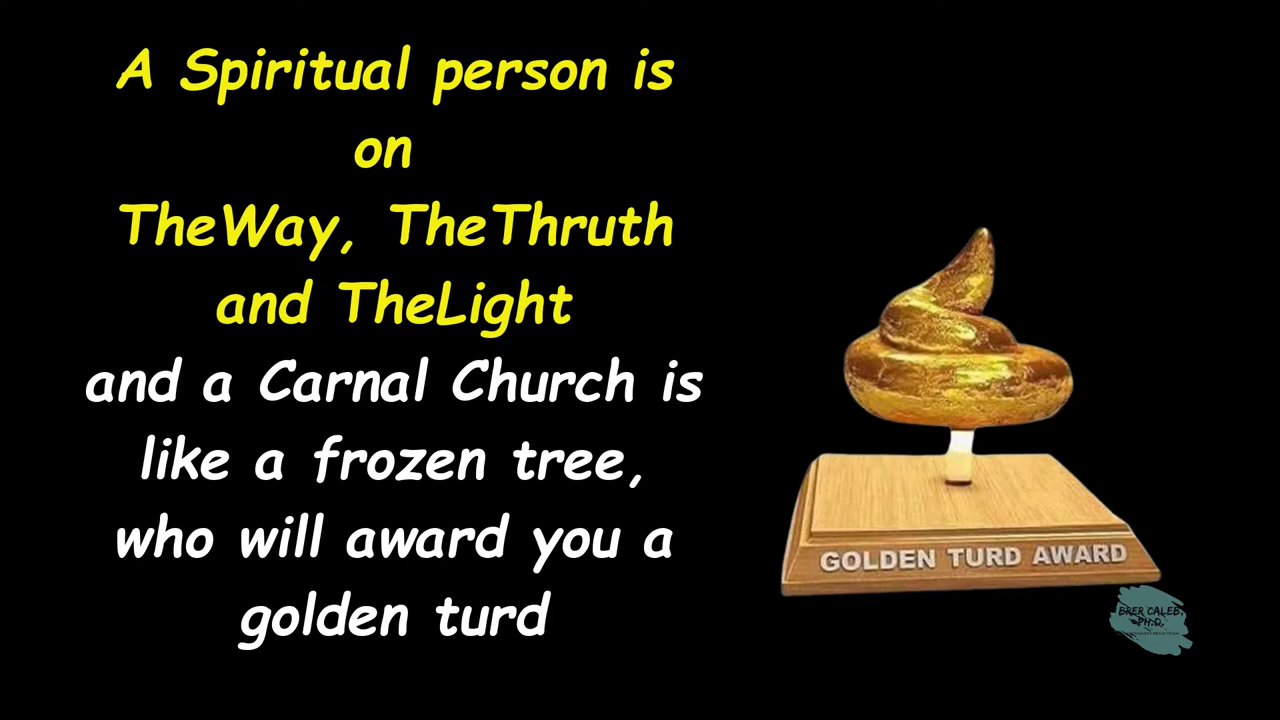 A Spiritual person is
on
TheWay, TheThruth
and TheLight
and a Carnal Church is
like a frozen tree,
who will award you a
golden turd
GOLDEN TURD AWARD
BRER CALEB,
PH.D.